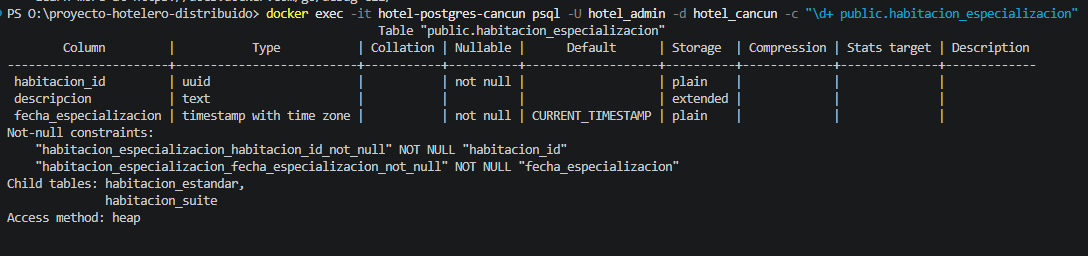 PS O:\proyecto-hotelero-distribuido> docker exec -it hotel-postgres-cancun psql -U hotel_admin -d hotel_cancun -c "\d+ public.habitacion_especializacion"
                                        Table "public.habitacion_especializacion"
        Column         |           Type           | Collation | Nullable |      Default      | Storage  | Compression | Stats target | Description
-----------------------+--------------------------+-----------+----------+-------------------+----------+-------------+--------------+-------------
 habitacion_id         | uuid                     |           | not null |                   | plain    |             |              |
 descripcion           | text                     |           |          |                   | extended |             |              |
 fecha_especializacion | timestamp with time zone |           | not null | CURRENT_TIMESTAMP | plain    |             |              |
Not-null constraints:
    "habitacion_especializacion_habitacion_id_not_null" NOT NULL "habitacion_id"
    "habitacion_especializacion_fecha_especializacion_not_null" NOT NULL "fecha_especializacion"
Child tables: habitacion_estandar,
              habitacion_suite
Access method: heap